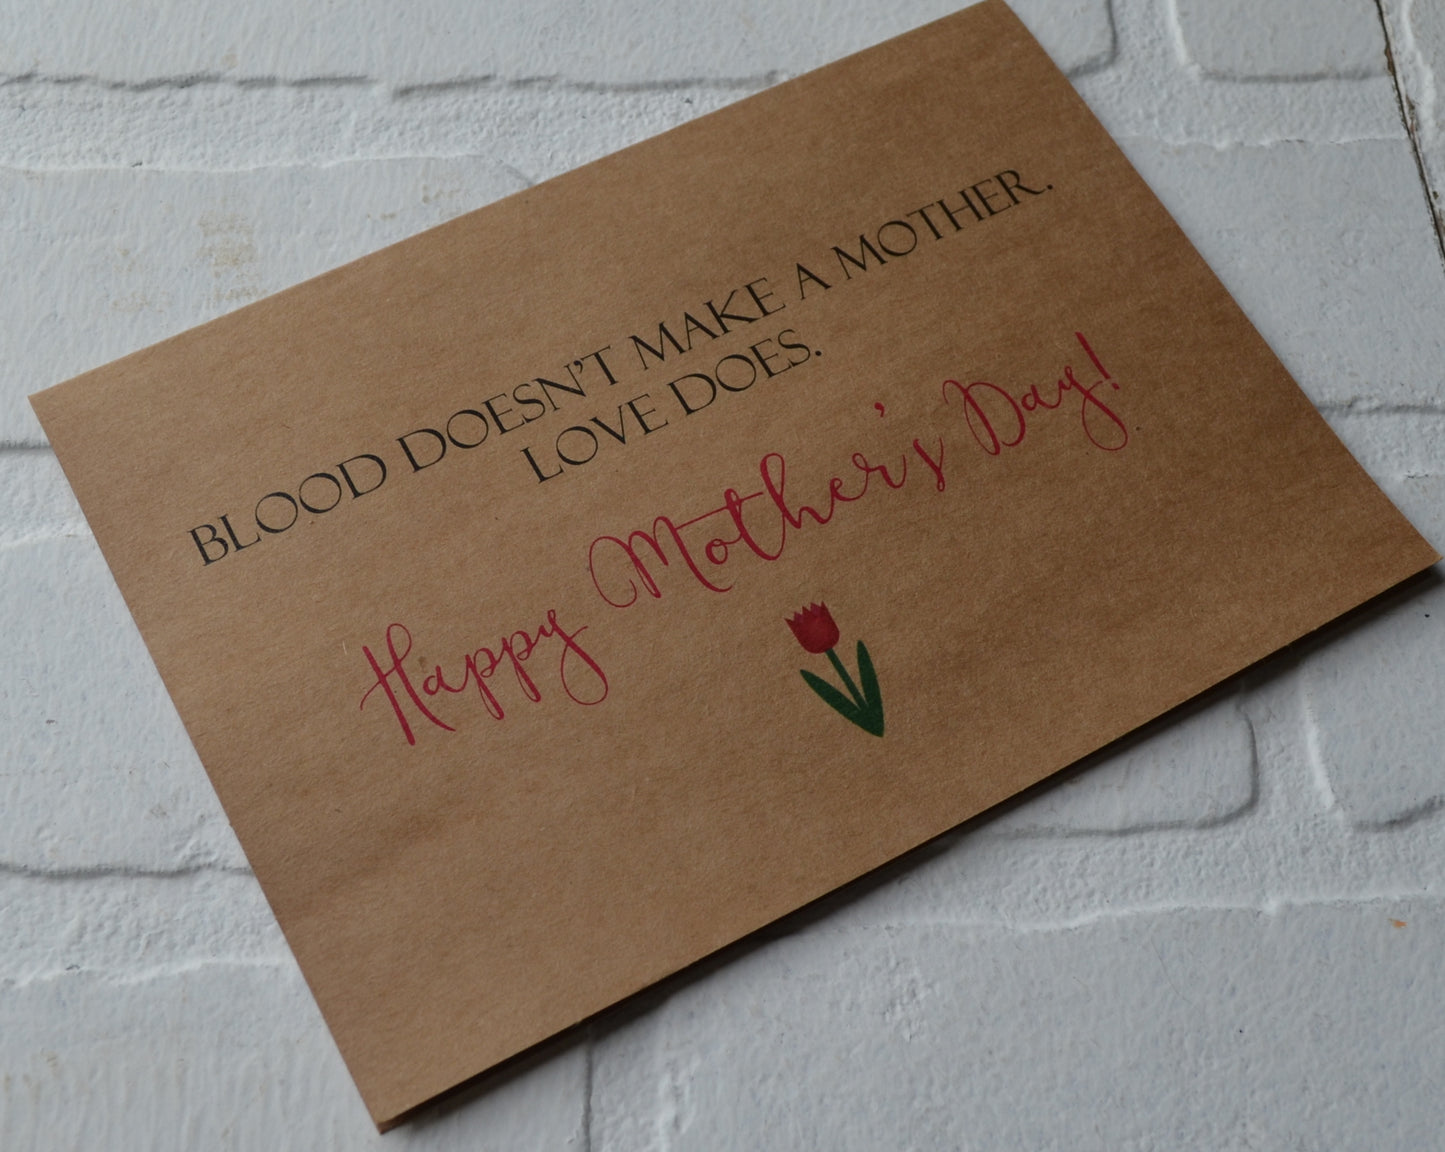 BLOOD DOESN'T MAKE A MOTHER.
LOVE DOES.
Happy Mother's Day!